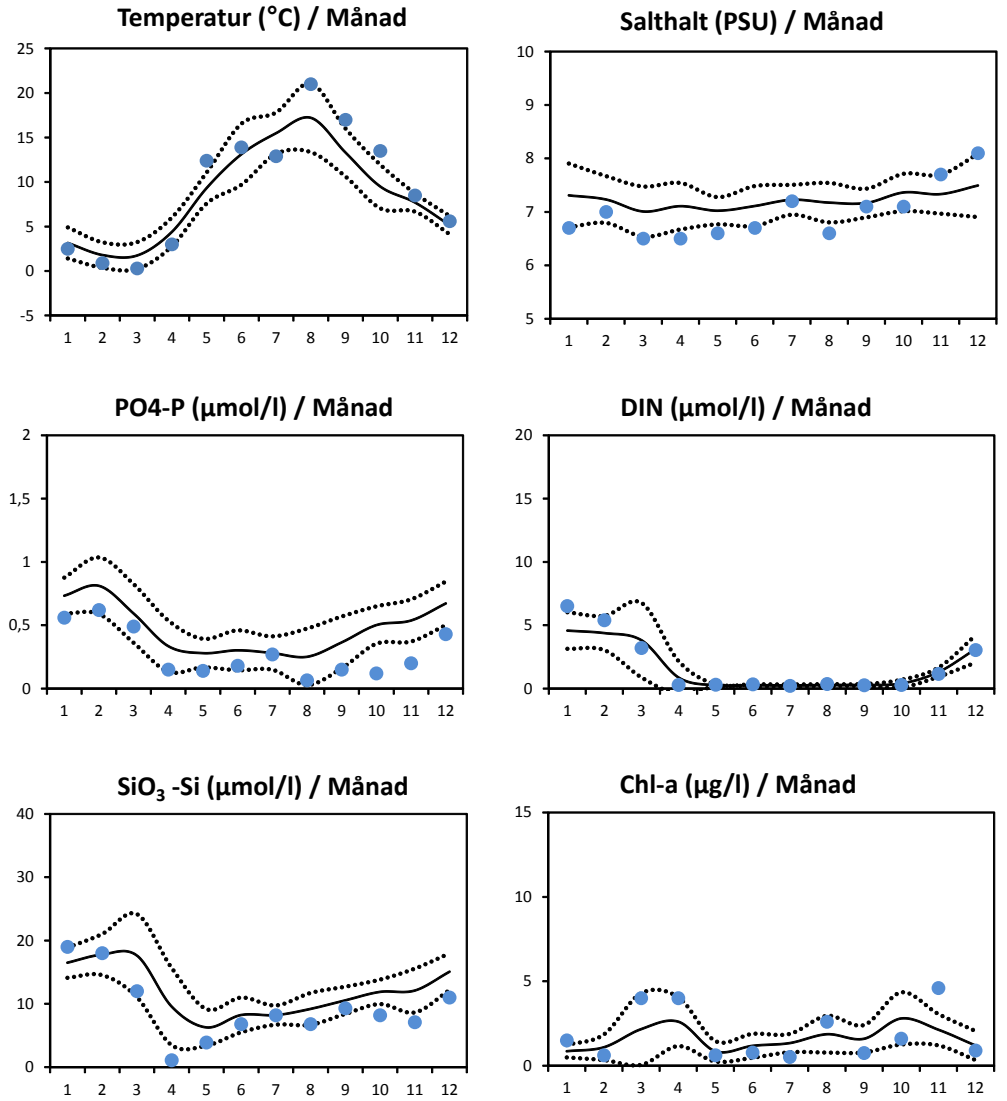 Temperatur (°C) / Månad
25
20
15
10
5
0
-5
1 2 3 4 5 6 7 8 9 10 11 12
Salthalt (PSU) / Månad
10
9
8
7
6
5
1 2 3 4 5 6 7 8 9 10 11 12
PO4-P (µmol/l) / Månad
2
1,5
1
0,5
0
1 2 3 4 5 6 7 8 9 10 11 12
DIN (µmol/l) / Månad
20
15
10
5
0
1 2 3 4 5 6 7 8 9 10 11 12
SiO₃ -Si (µmol/l) / Månad
40
30
20
10
0
1 2 3 4 5 6 7 8 9 10 11 12
Chl-a (µg/l) / Månad
15
10
5
0
1 2 3 4 5 6 7 8 9 10 11 12